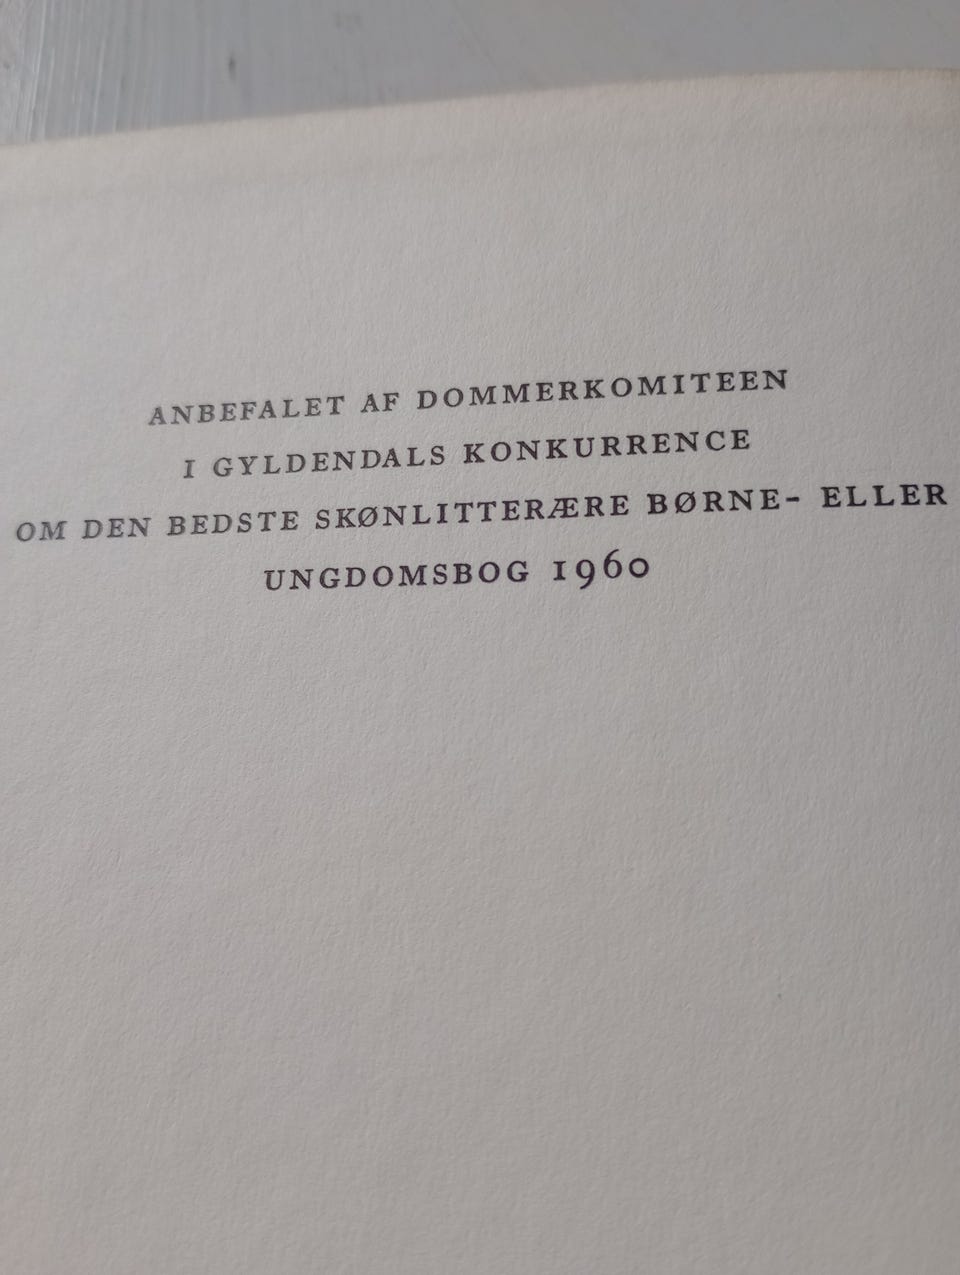 ANBEFALET AF DOMMERKOMITEEN
I GYLDENDALS KONKURRENCE
OM DEN BEDSTE SKØNLITTERÆRE BØRNE- ELLER
UNGDOMSBOG 1960